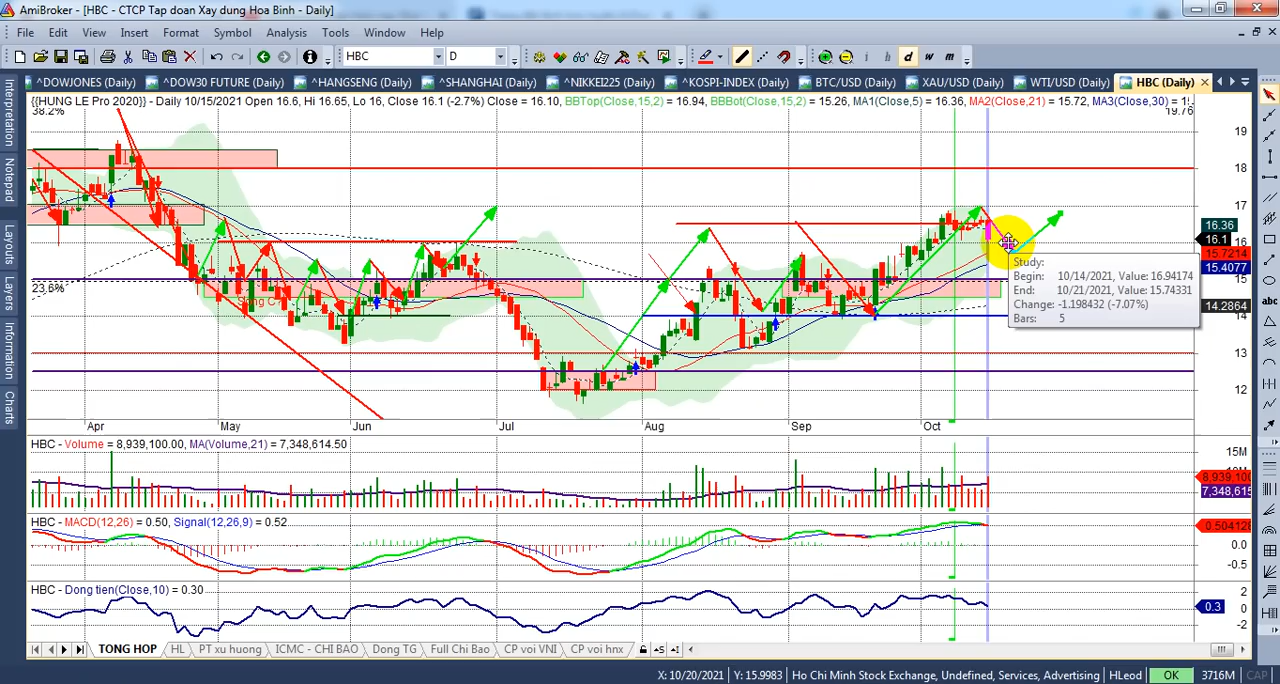 AmiBroker - [HBC - CTCP Tap doan Xay dung Hoa Binh - Daily]
File Edit View Insert Format Symbol Analysis Tools Window Help
HBC D i h d w m
^DOWJONES (Daily) ^DOW30 FUTURE (Daily) ^HANGSENG (Daily) ^SHANGHAI (Daily) ^NIKKEI225 (Daily) ^KOSPI-INDEX (Daily) BTC/USD (Daily) XAU/USD (Daily) WTI/USD (Daily) HBC (Daily)
{{HUNG LE Pro 2020}} - Daily 10/15/2021 Open 16.6, Hi 16.65, Lo 16, Close 16.1 (-2.7%) Close = 16.10, BBTop(Close,15,2) = 16.94, BBBot(Close,15,2) = 15.26, MA1(Close,5) = 16.36, MA2(Close,21) = 15.72, MA3(Close,30)
38.2%
19.76
19
18
17
16.36
16.1
16
15.7214
15.4077
15
14.2864
14
13
12
23.6%
Study:
Begin: 10/14/2021, Value: 16.94174
End: 10/21/2021, Value: 15.74331
Change: -1.198432 (-7.07%)
Bars: 5
Apr May Jun Jul Aug Sep Oct
HBC - Volume = 8,939,100.00, MA(Volume,21) = 7,348,614.50
15M
8,939,100
7,348,615
HBC - MACD(12,26) = 0.50, Signal(12,26,9) = 0.52
0.504128
0.0
-0.5
HBC - Dong tien(Close,10) = 0.30
2
0.3
0
-2
TONG HOP HL PT xu huong ICMC - CHI BAO Dong TG Full Chi Bao CP voi VNI CP voi hnx
X: 10/20/2021 Y: 15.9983 Ho Chi Minh Stock Exchange, Undefined, Services, Advertising HLeod OK 3716M CAP
Interpretation
Notepad
Layouts
Layers
Information
Charts
abc